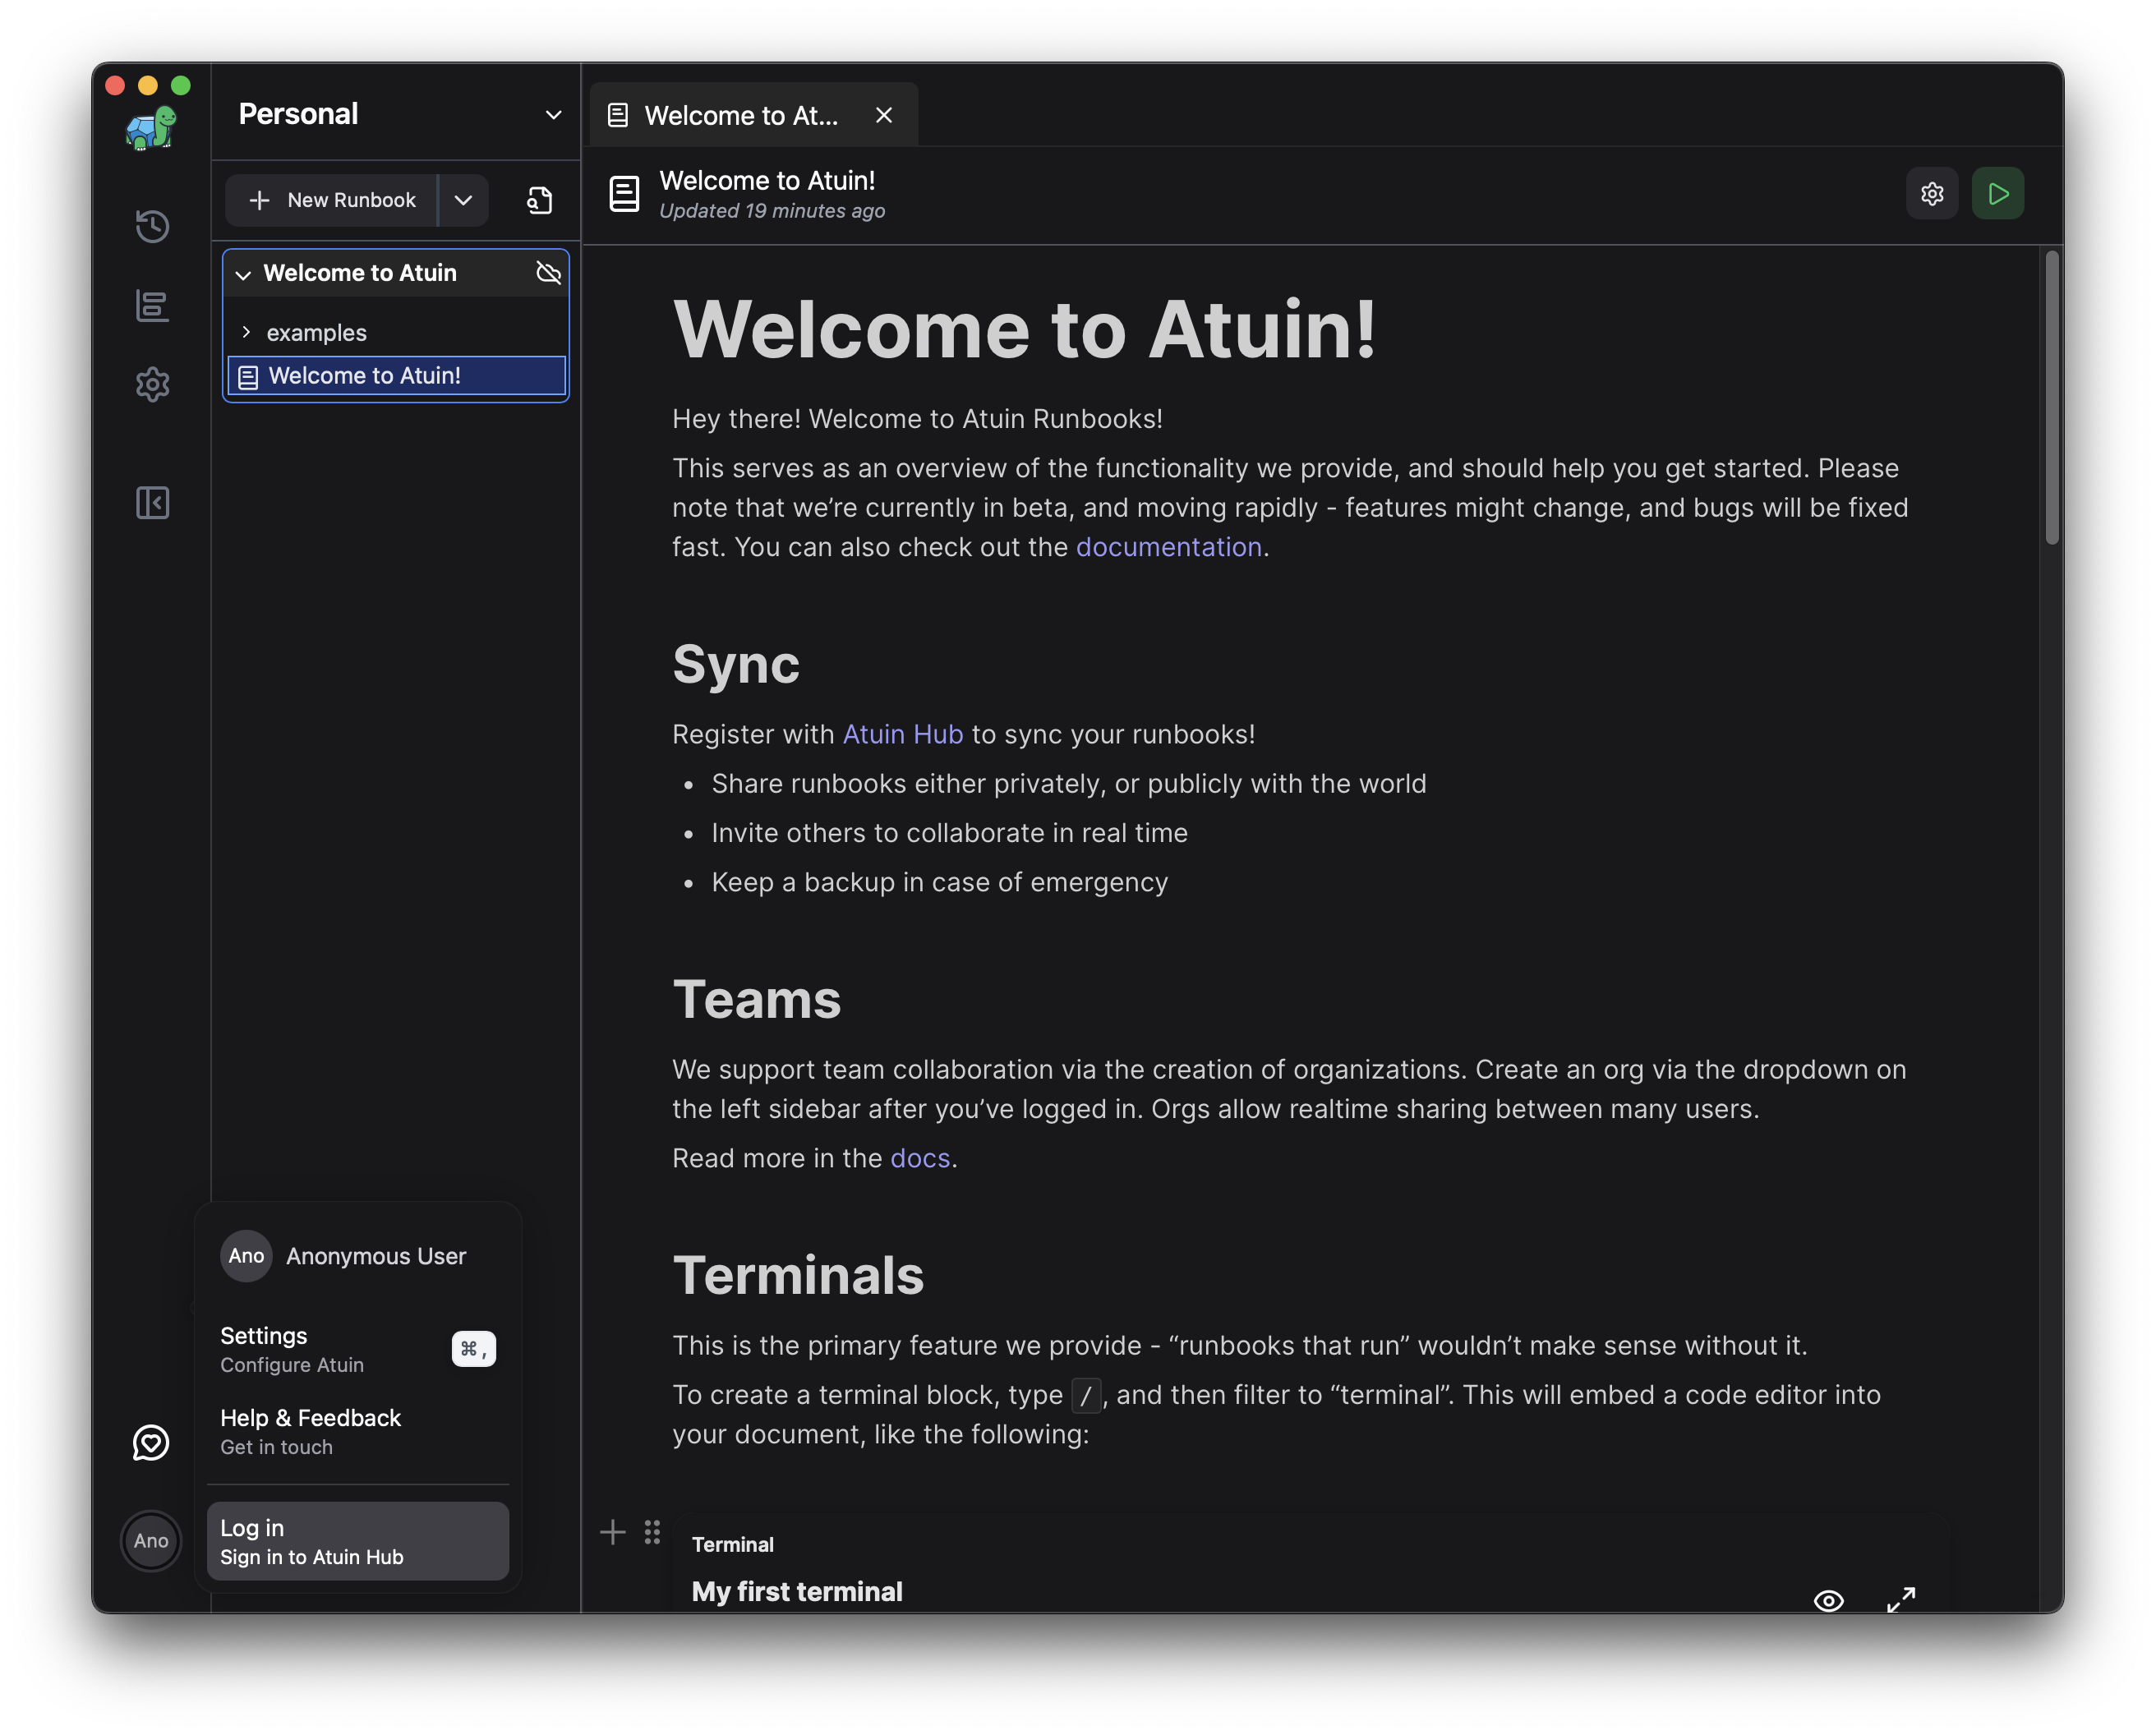 Personal
New Runbook
Welcome to Atuin
examples
Welcome to Atuin!
Ano Anonymous User
Settings
Configure Atuin
⌘ ,
Help & Feedback
Get in touch
Log in
Sign in to Atuin Hub
Ano
Welcome to At...
Welcome to Atuin!
Updated 19 minutes ago
Welcome to Atuin!
Hey there! Welcome to Atuin Runbooks!
This serves as an overview of the functionality we provide, and should help you get started. Please
note that we’re currently in beta, and moving rapidly - features might change, and bugs will be fixed
fast. You can also check out the documentation.
Sync
Register with Atuin Hub to sync your runbooks!
• Share runbooks either privately, or publicly with the world
• Invite others to collaborate in real time
• Keep a backup in case of emergency
Teams
We support team collaboration via the creation of organizations. Create an org via the dropdown on
the left sidebar after you’ve logged in. Orgs allow realtime sharing between many users.
Read more in the docs.
Terminals
This is the primary feature we provide - “runbooks that run” wouldn’t make sense without it.
To create a terminal block, type /, and then filter to “terminal”. This will embed a code editor into
your document, like the following:
Terminal
My first terminal